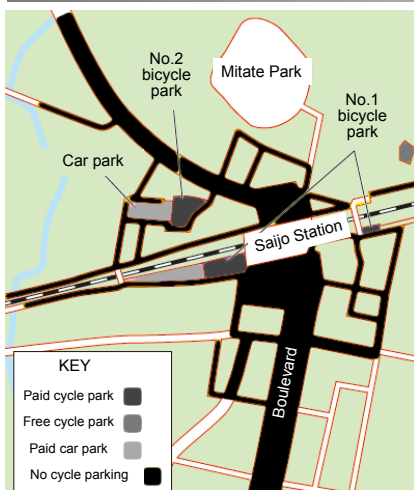 No.2
bicycle
park
Mitate Park
No.1
bicycle
park
Car park
Saijo Station
Boulevard
KEY
Paid cycle park
Free cycle park
Paid car park
No cycle parking